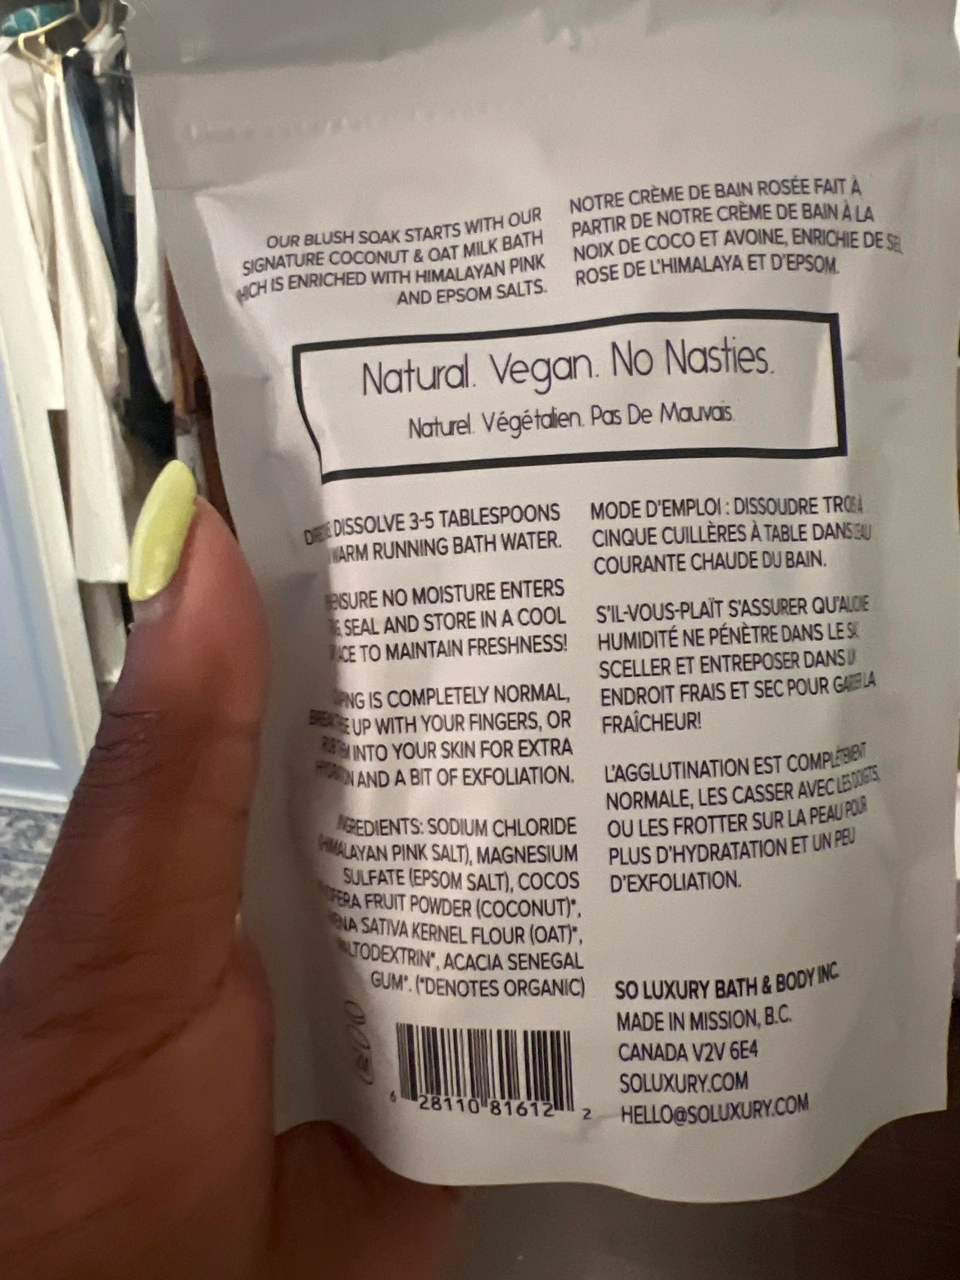 OUR BLUSH SOAK STARTS WITH OUR
SIGNATURE COCONUT & OAT MILK BATH
WHICH IS ENRICHED WITH HIMALAYAN PINK
AND EPSOM SALTS.
NOTRE CRÈME DE BAIN ROSÉE FAIT À
PARTIR DE NOTRE CRÈME DE BAIN À LA
NOIX DE COCO ET AVOINE, ENRICHIE DE SEL
ROSE DE L'HIMALAYA ET D'EPSOM.
Natural. Vegan. No Nasties.
Naturel. Végétalien. Pas De Mauvais.
DISSOLVE 3-5 TABLESPOONS
WARM RUNNING BATH WATER.
ENSURE NO MOISTURE ENTERS
SEAL AND STORE IN A COOL
TO MAINTAIN FRESHNESS!
IS COMPLETELY NORMAL,
UP WITH YOUR FINGERS, OR
INTO YOUR SKIN FOR EXTRA
AND A BIT OF EXFOLIATION.
INGREDIENTS: SODIUM CHLORIDE
(HIMALAYAN PINK SALT), MAGNESIUM
SULFATE (EPSOM SALT), COCOS
FRUIT POWDER (COCONUT)*,
SATIVA KERNEL FLOUR (OAT)*,
MALTODEXTRIN*, ACACIA SENEGAL
GUM*. (*DENOTES ORGANIC)
6 28110 81612 2
MODE D'EMPLOI : DISSOUDRE TROIS À
CINQUE CUILLÈRES À TABLE DANS EAU
COURANTE CHAUDE DU BAIN.
S'IL-VOUS-PLAÎT S'ASSURER QU'AUCUNE
HUMIDITÉ NE PÉNÈTRE DANS LE
SCELLER ET ENTREPOSER DANS
ENDROIT FRAIS ET SEC POUR GARDER LA
FRAÎCHEUR!
L'AGGLUTINATION EST COMPLÈTEMENT
NORMALE, LES CASSER AVEC LES DOIGTS,
OU LES FROTTER SUR LA PEAU POUR
PLUS D'HYDRATATION ET UN PEU
D'EXFOLIATION.
SO LUXURY BATH & BODY INC.
MADE IN MISSION, B.C.
CANADA V2V 6E4
SOLUXURY.COM
HELLO@SOLUXURY.COM